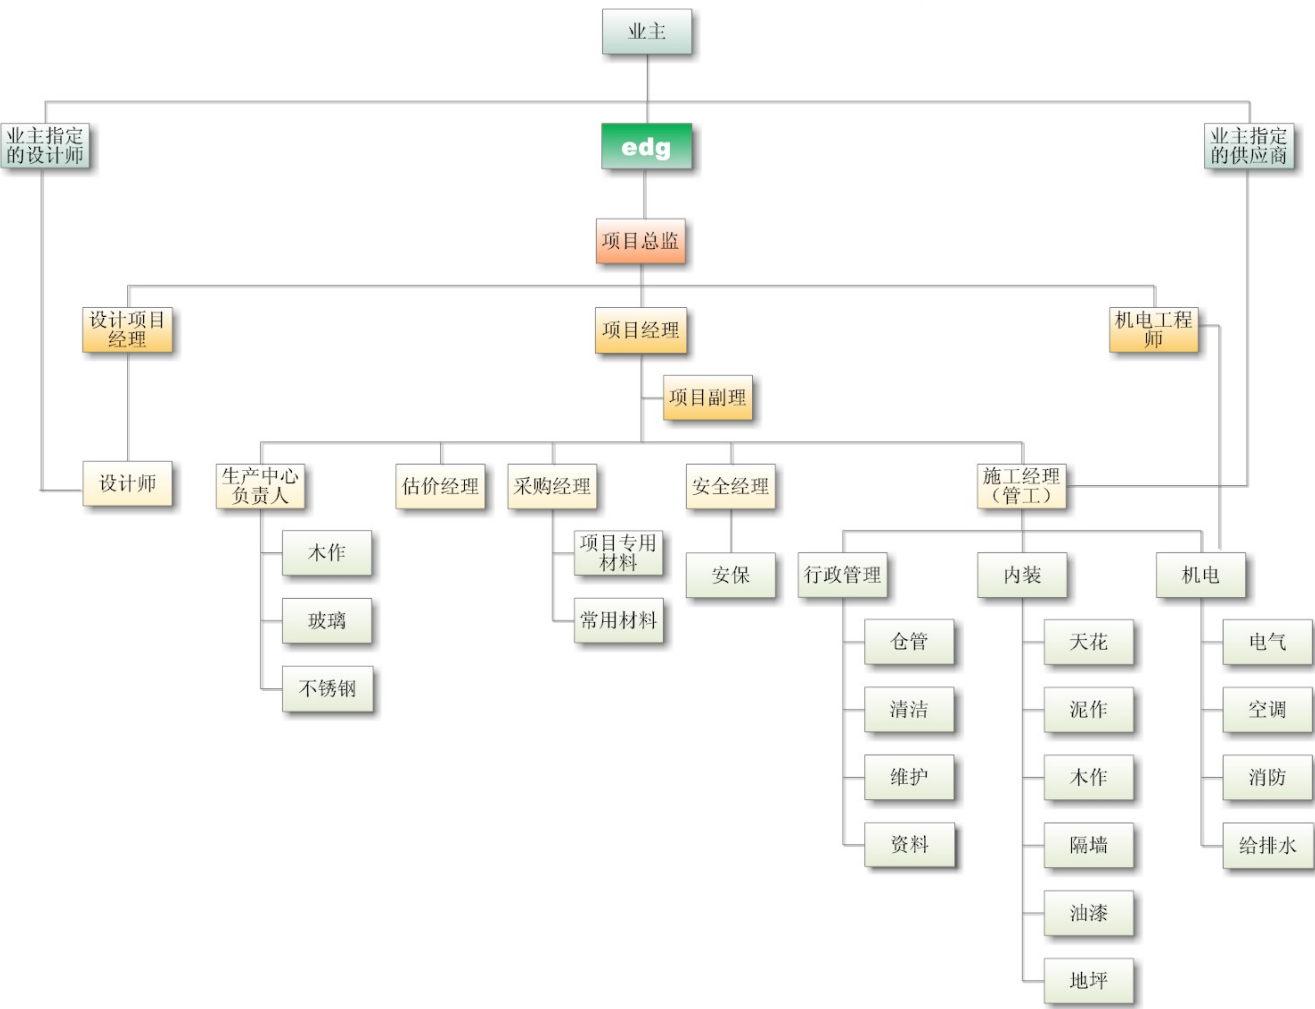 业主
业主指定
的设计师
edg
业主指定
的供应商
项目总监
设计项目
经理
项目经理
机电工程
师
项目副理
设计师
生产中心
负责人
估价经理
采购经理
安全经理
施工经理
（管工）
木作
项目专用
材料
安保
行政管理
内装
机电
玻璃
常用材料
仓管
天花
电气
不锈钢
清洁
泥作
空调
维护
木作
消防
资料
隔墙
给排水
油漆
地坪